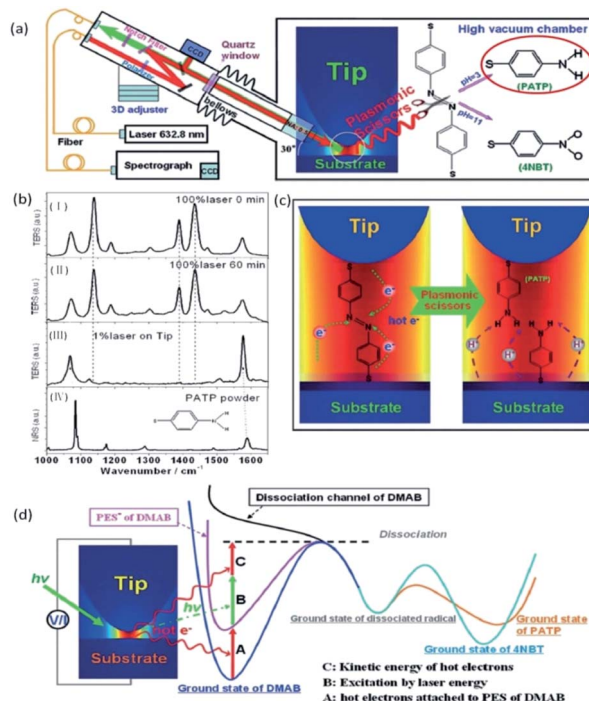 (a)
Notch Filter
Polarizer
CCD
Quartz
window
bellows
3D adjuster
Fiber
Laser 632.8 nm
Spectrograph
CCD
30°
Tip
Substrate
Plasmonic
Scissors
High vacuum chamber
S
N
N
S
pH=3
pH=11
S
N
H
H
(PATP)
S
N
O
O
(4NBT)
(b)
TERS (a.u)
(I)
100%laser 0 min
TERS (a.u)
(II)
100%laser 60 min
TERS (a.u)
(III)
1%laser on Tip
NRS (a.u)
(IV)
PATP powder
S
N
H
H
1000 1100 1200 1300 1400 1500 1600
Wavenumber / cm⁻¹
(c)
Tip
S
e⁻
N
N
hot e⁻
e⁻
e⁻
S
Substrate
Plasmonic
scissors
Tip
S
(PATP)
N
H
H
H
H
N
H⁺
H⁺
H⁺
S
Substrate
(d)
Dissociation channel of DMAB
PES⁻ of DMAB
Dissociation
hν
V/I
Tip
Substrate
hν
hot e⁻
C
B
A
Ground state of DMAB
Ground state of dissociated radical
Ground state
of PATP
Ground state of 4NBT
C: Kinetic energy of hot electrons
B: Excitation by laser energy
A: hot electrons attached to PES of DMAB